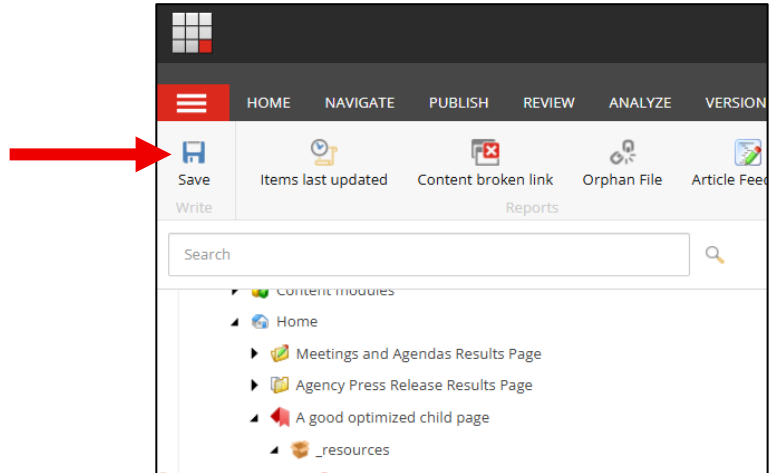 HOME NAVIGATE PUBLISH REVIEW ANALYZE VERSION
Save Items last updated Content broken link Orphan File Article Feed
Write Reports
Search
Content modules
Home
Meetings and Agendas Results Page
Agency Press Release Results Page
A good optimized child page
_resources